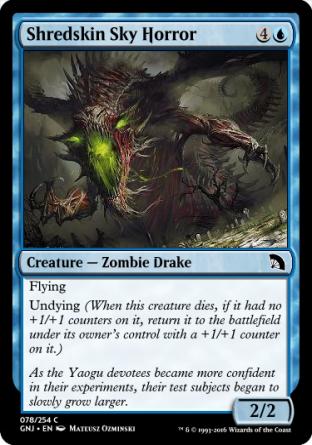 Shredskin Sky Horror 4
Creature — Zombie Drake
Flying
Undying (When this creature dies, if it had no
+1/+1 counters on it, return it to the battlefield
under its owner's control with a +1/+1 counter
on it.)
As the Yaogu devotees became more confident
in their experiments, their test subjects began to
slowly grow larger.
2/2
078/254 C
GNJ • EN Mateusz Ozminski
™ & © 1993-2016 Wizards of the Coast